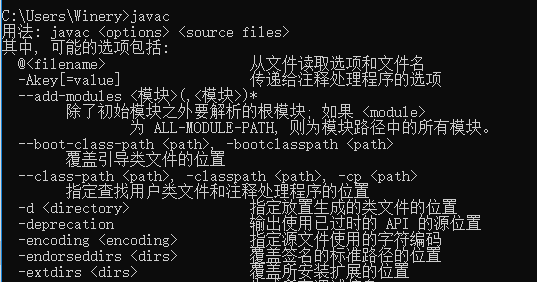 C:\Users\Winery>javac
用法: javac <options> <source files>
其中, 可能的选项包括:
@<filename> 从文件读取选项和文件名
-Akey[=value] 传递给注释处理程序的选项
--add-modules <模块>(,<模块>)*
除了初始模块之外要解析的根模块; 如果 <module>
为 ALL-MODULE-PATH, 则为模块路径中的所有模块。
--boot-class-path <path>, -bootclasspath <path>
覆盖引导类文件的位置
--class-path <path>, -classpath <path>, -cp <path>
指定查找用户类文件和注释处理程序的位置
-d <directory> 指定放置生成的类文件的位置
-deprecation 输出使用已过时的 API 的源位置
-encoding <encoding> 指定源文件使用的字符编码
-endorseddirs <dirs> 覆盖签名的标准路径的位置
-extdirs <dirs> 覆盖所安装扩展的位置